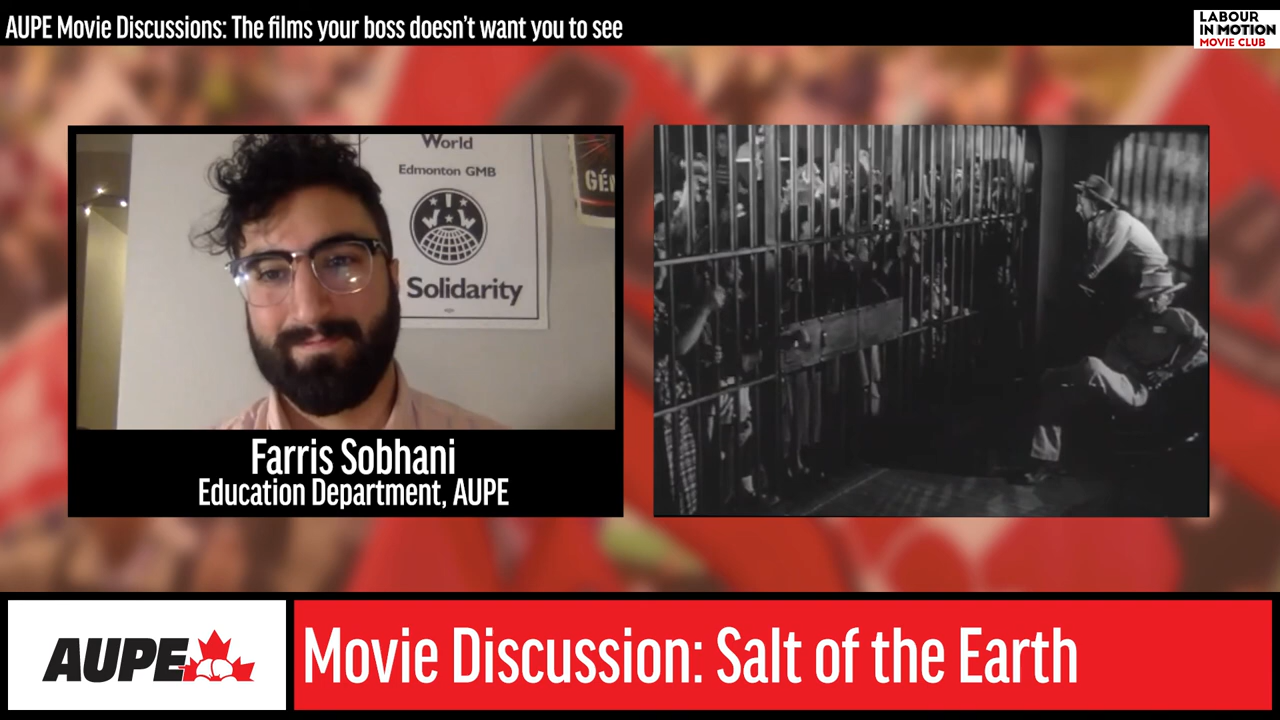 AUPE Movie Discussions: The films your boss doesn't want you to see
LABOUR
IN MOTION
MOVIE CLUB
World
Edmonton GMB
IWW
Solidarity
Farris Sobhani
Education Department, AUPE
AUPE
Movie Discussion: Salt of the Earth